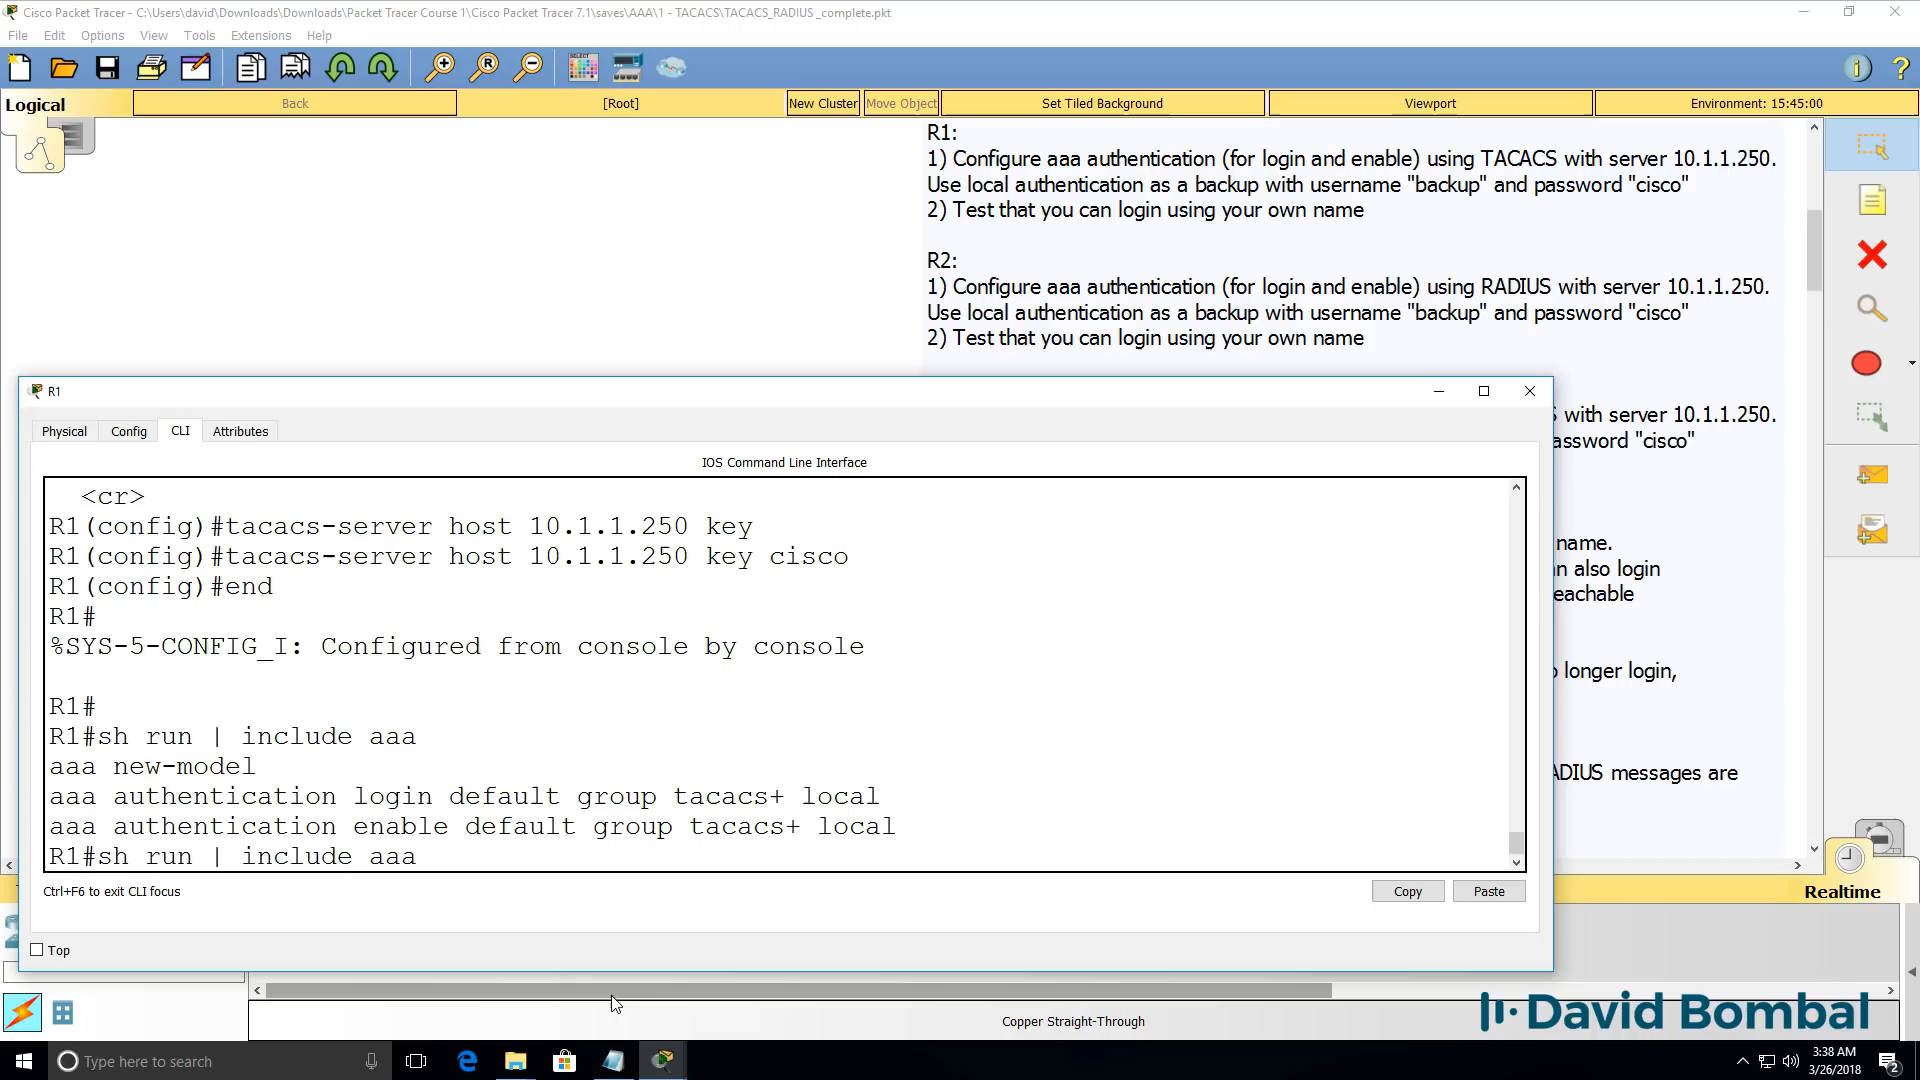 Cisco Packet Tracer - C:\Users\david\Downloads\Downloads\Packet Tracer Course 1\Cisco Packet Tracer 7.1\saves\AAA\1 - TACACS\TACACS_RADIUS _complete.pkt
File Edit Options View Tools Extensions Help
Logical Back [Root] New Cluster Move Object Set Tiled Background Viewport Environment: 15:45:00
R1:
1) Configure aaa authentication (for login and enable) using TACACS with server 10.1.1.250.
Use local authentication as a backup with username "backup" and password "cisco"
2) Test that you can login using your own name
R2:
1) Configure aaa authentication (for login and enable) using RADIUS with server 10.1.1.250.
Use local authentication as a backup with username "backup" and password "cisco"
2) Test that you can login using your own name
with server 10.1.1.250.
assword "cisco"
name.
n also login
eachable
longer login,
ADIUS messages are
R1
Physical Config CLI Attributes
IOS Command Line Interface
<cr>
R1(config)#tacacs-server host 10.1.1.250 key
R1(config)#tacacs-server host 10.1.1.250 key cisco
R1(config)#end
R1#
%SYS-5-CONFIG_I: Configured from console by console
R1#
R1#sh run | include aaa
aaa new-model
aaa authentication login default group tacacs+ local
aaa authentication enable default group tacacs+ local
R1#sh run | include aaa
Ctrl+F6 to exit CLI focus
Copy Paste
Top
Realtime
Copper Straight-Through
David Bombal
Type here to search
3:38 AM
3/26/2018
2